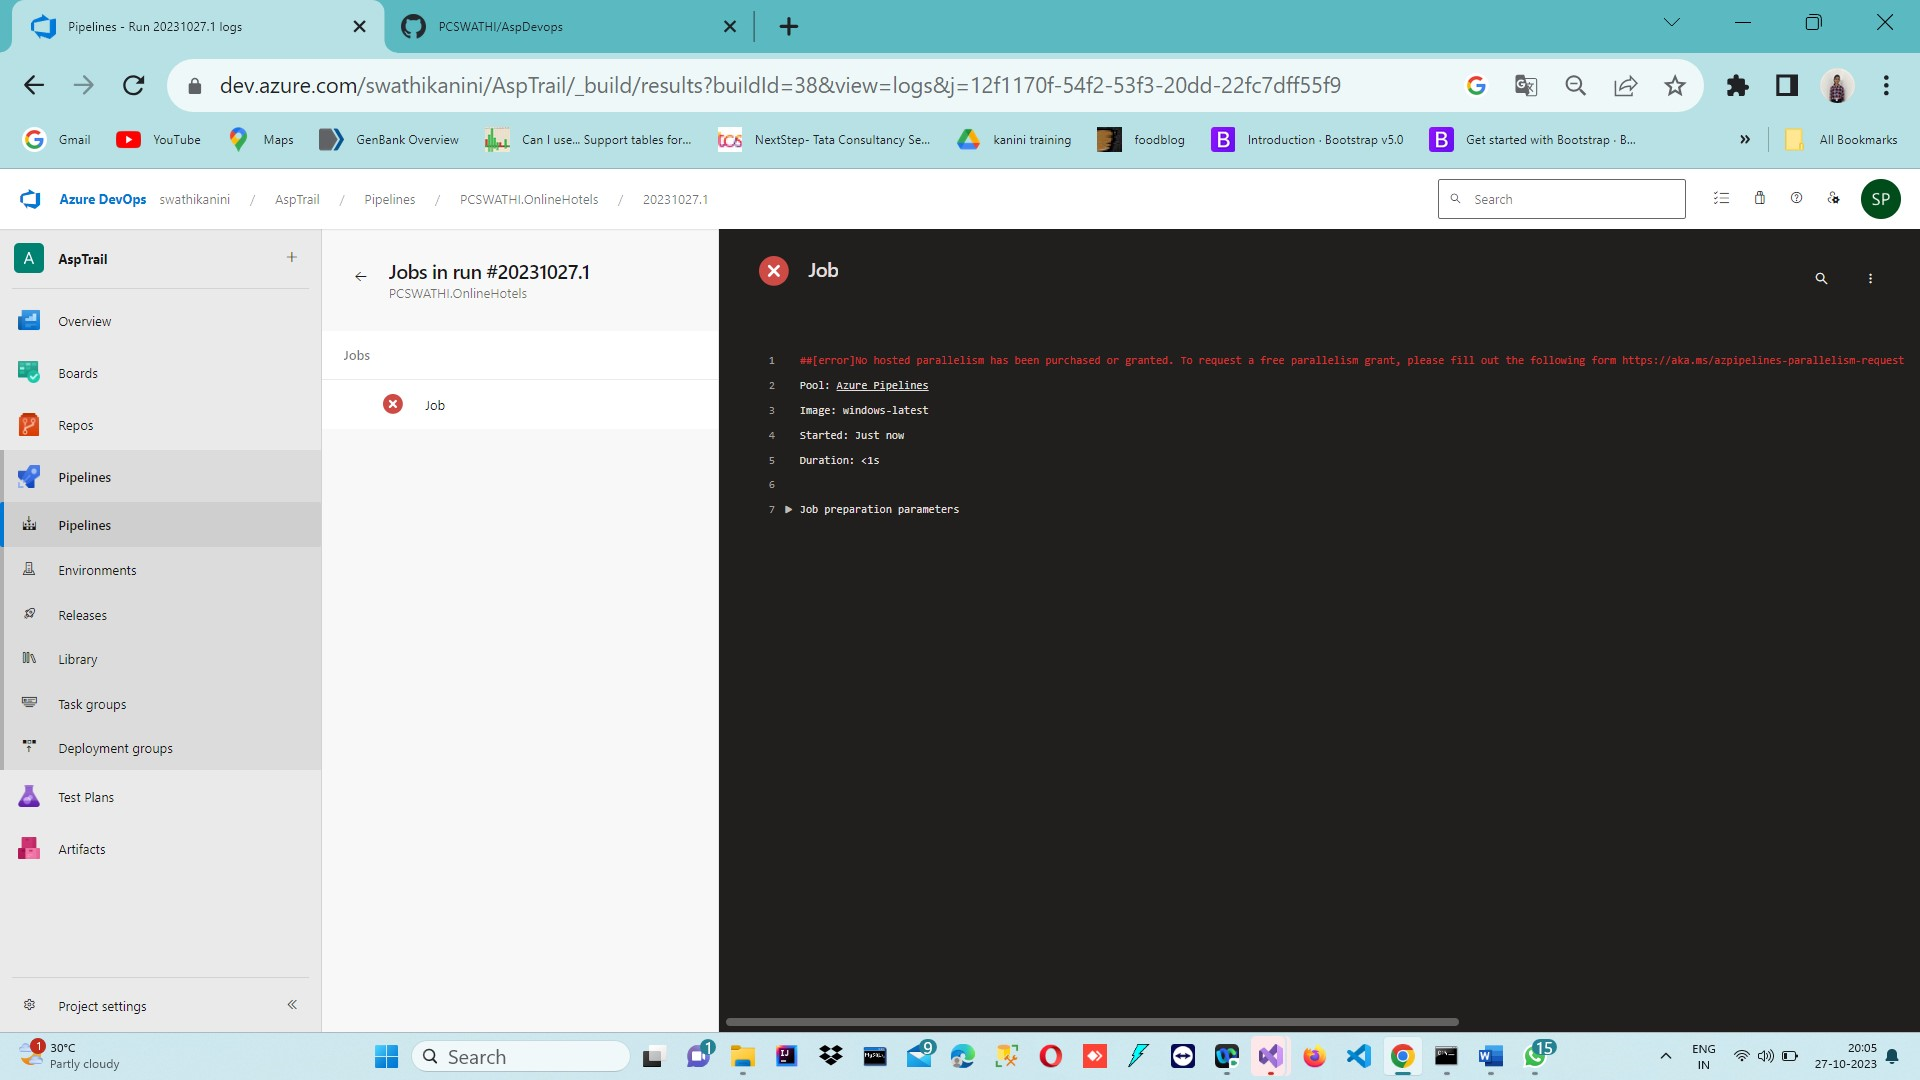 Pipelines - Run 20231027.1 logs
PCSWATHI/AspDevops
dev.azure.com/swathikanini/AspTrail/_build/results?buildId=38&view=logs&j=12f1170f-54f2-53f3-20dd-22fc7dff55f9
Gmail
YouTube
Maps
GenBank Overview
Can I use... Support tables for...
NextStep- Tata Consultancy Se...
kanini training
foodblog
Introduction · Bootstrap v5.0
Get started with Bootstrap · B...
»
All Bookmarks
Azure DevOps swathikanini / AspTrail / Pipelines / PCSWATHI.OnlineHotels / 20231027.1
Search
SP
A AspTrail +
Overview
Boards
Repos
Pipelines
Pipelines
Environments
Releases
Library
Task groups
Deployment groups
Test Plans
Artifacts
Project settings
Jobs in run #20231027.1
PCSWATHI.OnlineHotels
Jobs
Job
Job
1 ##[error]No hosted parallelism has been purchased or granted. To request a free parallelism grant, please fill out the following form https://aka.ms/azpipelines-parallelism-request
2 Pool: Azure Pipelines
3 Image: windows-latest
4 Started: Just now
5 Duration: <1s
6
7 Job preparation parameters
1
30°C
Partly cloudy
Search
1
9
15
ENG
IN
20:05
27-10-2023